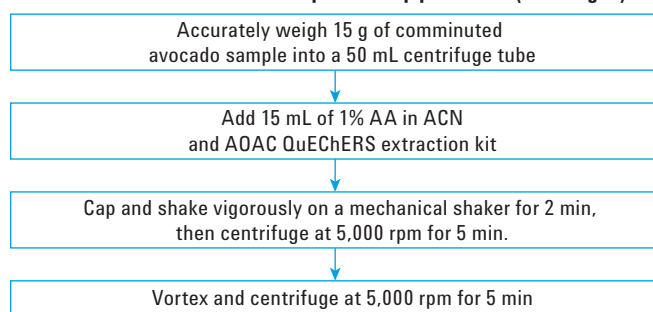 Accurately weigh 15 g of comminuted
avocado sample into a 50 mL centrifuge tube
Add 15 mL of 1% AA in ACN
and AOAC QuEChERS extraction kit
Cap and shake vigorously on a mechanical shaker for 2 min,
then centrifuge at 5,000 rpm for 5 min.
Vortex and centrifuge at 5,000 rpm for 5 min